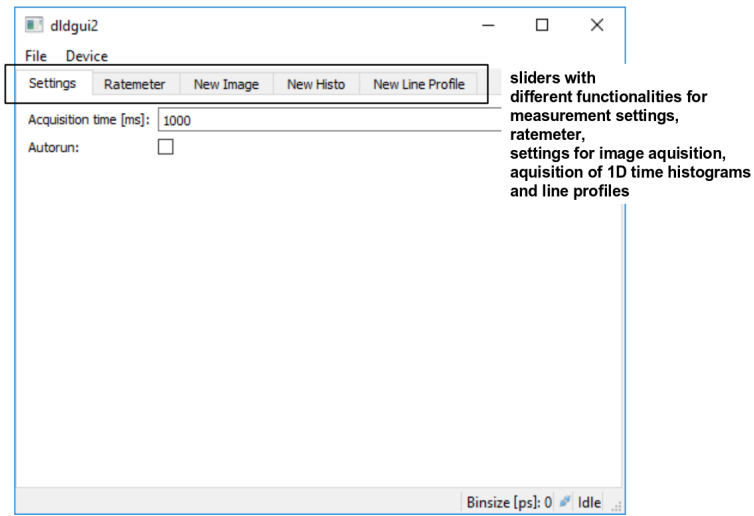 dldgui2
File Device
Settings Ratemeter New Image New Histo New Line Profile
Acquisition time [ms]: 1000
Autorun:
sliders with
different functionalities for
measurement settings,
ratemeter,
settings for image aquisition,
aquisition of 1D time histograms
and line profiles
Binsize [ps]: 0 Idle